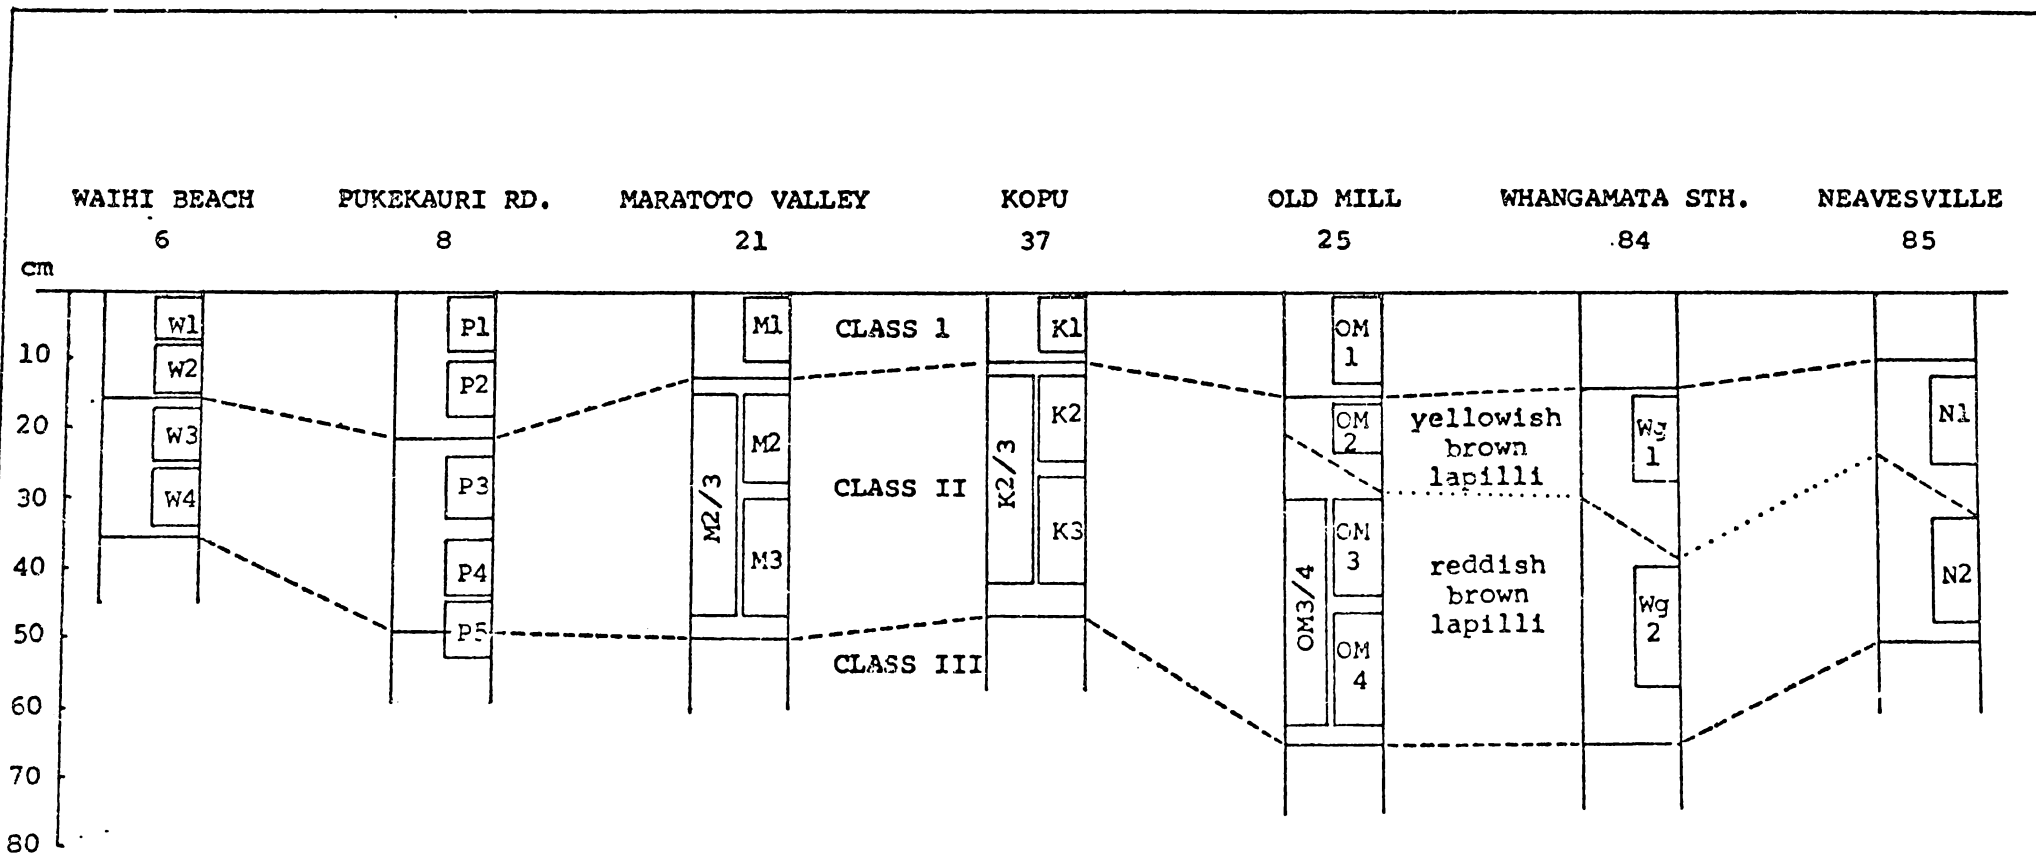 WAIHI BEACH PUKEKAURI RD. MARATOTO VALLEY KOPU OLD MILL WHANGAMATA STH. NEAVESVILLE
6 8 21 37 25 84 85
cm
W1 P1 M1 CLASS 1 K1 OM 1
10
W2 P2
20
W3 M2 K2 OM 2 yellowish brown lapilli Wg 1 N1
30
W4 P3 M2/3 CLASS II K2/3 K3 OM 3
40
P4 M3 OM3/4 reddish brown lapilli Wg 2 N2
50
P5 CLASS III OM 4
60
70
80